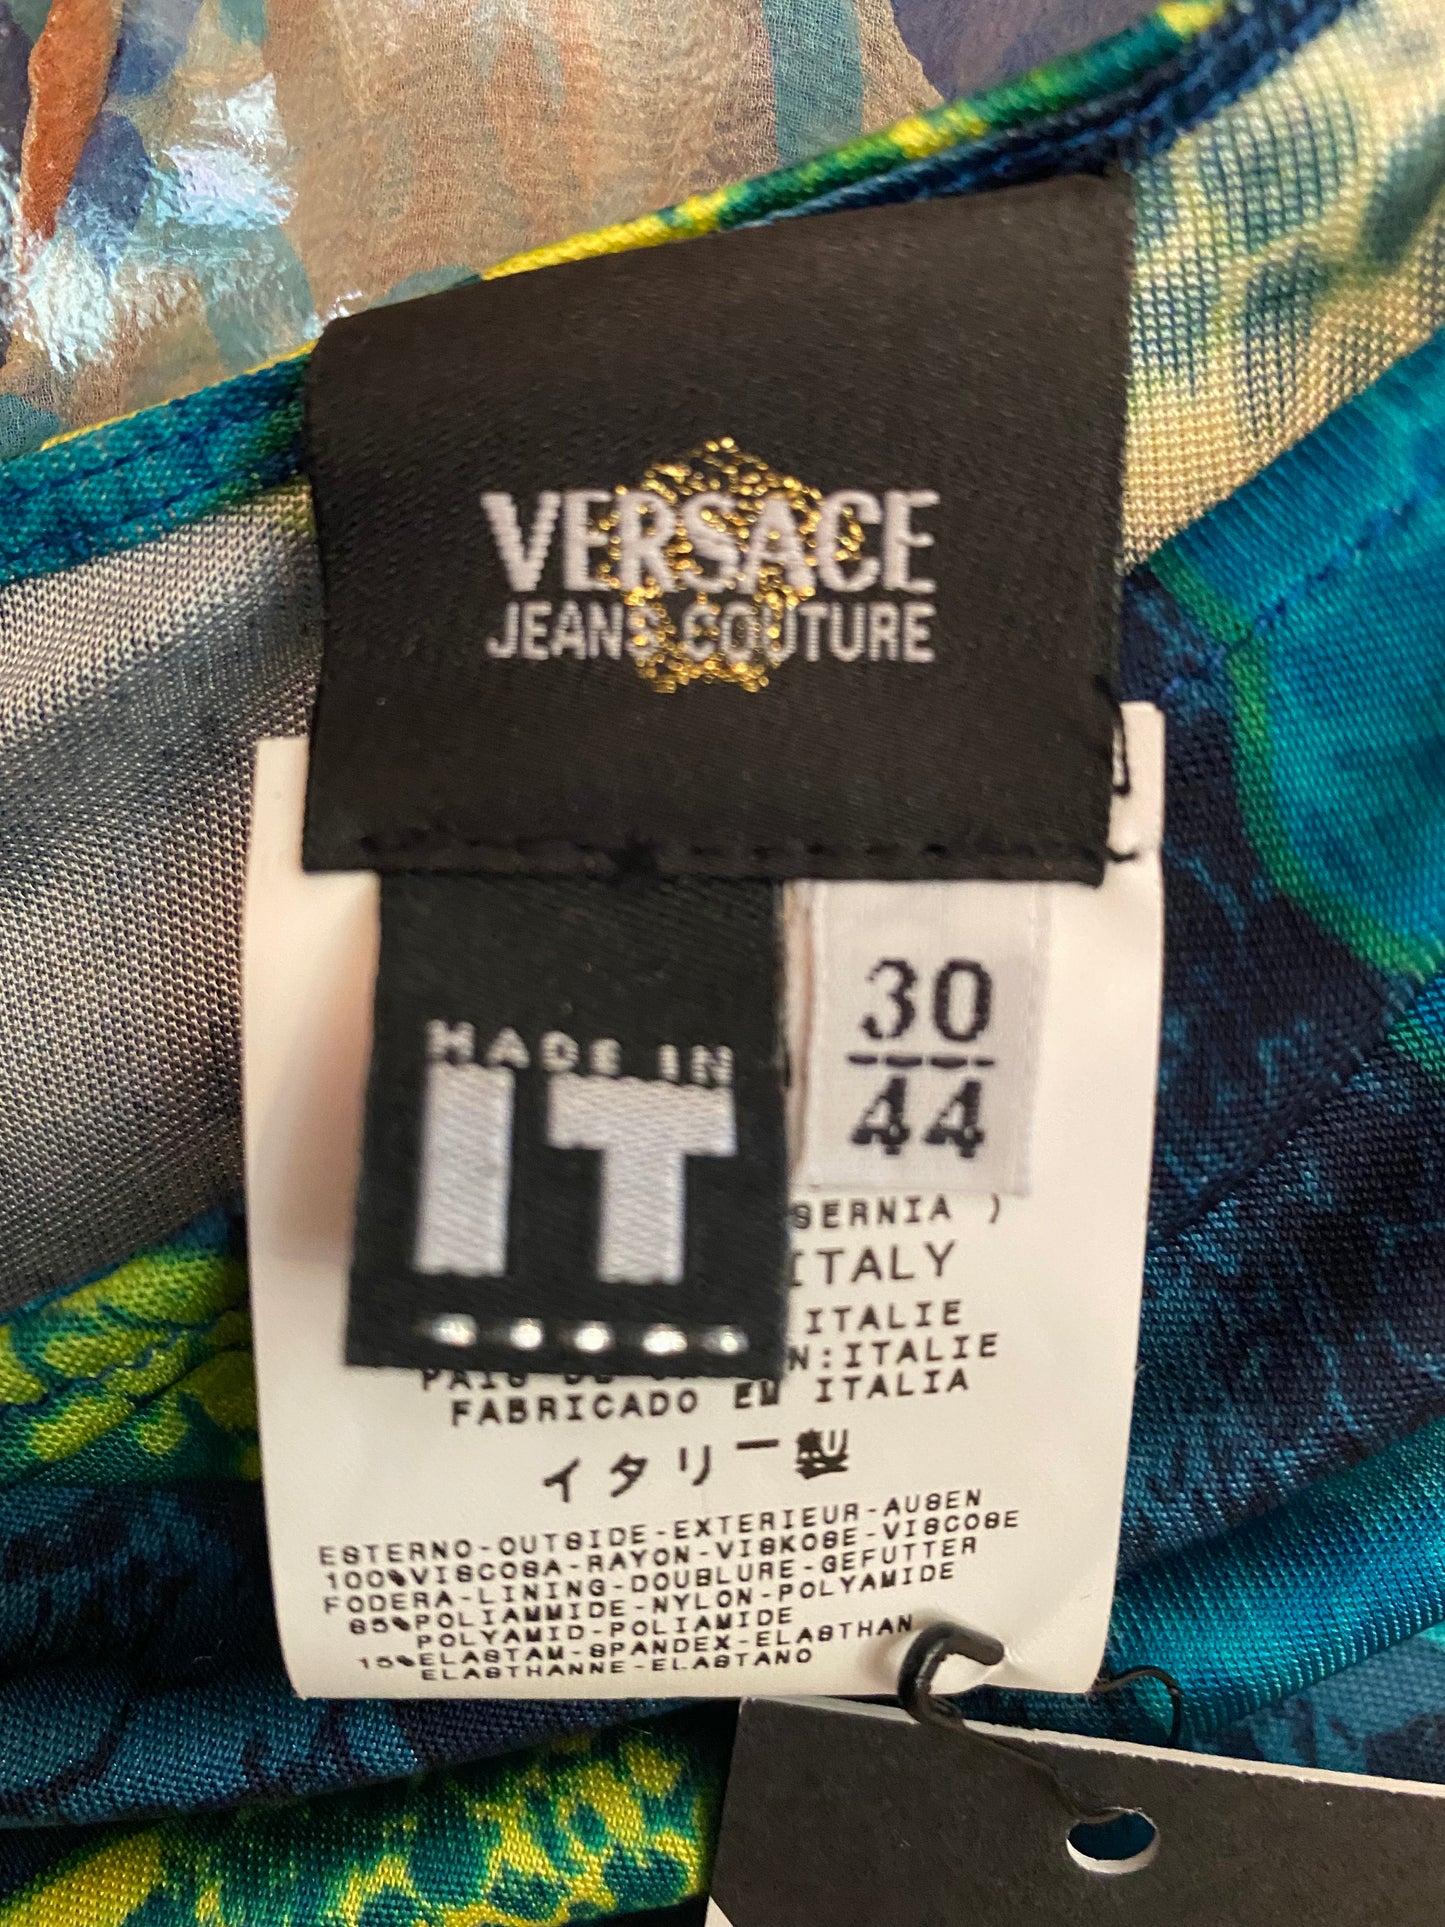 VERSACE
JEANS COUTURE
MADE IN
IT
30
44
SERNIA )
ITALY
ITALIE
N:ITALIE
FABRICADO EM ITALIA
イタリー製
ESTERNO-OUTSIDE-EXTERIEUR-AUSEN
100%VISCOSA-RAYON-VISKOSE-VISCOSE
FODERA-LINING-DOUBLURE-GEFUTTER
85%POLIAMMIDE-NYLON-POLYAMIDE
POLYAMID-POLIAMIDE
15%ELASTAM-SPANDEX-ELASTHAN
ELASTHANNE-ELASTANO